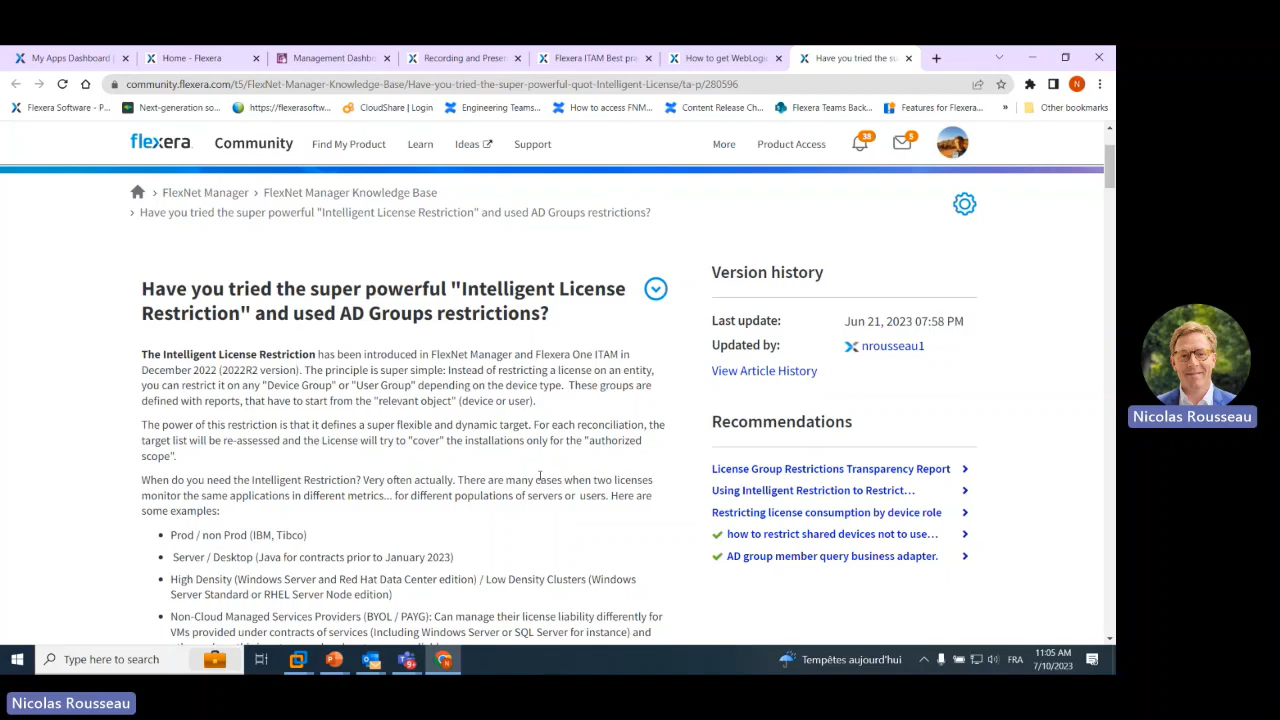 My Apps Dashboard |
Home - Flexera
Management Dashbo
Recording and Presen
Flexera ITAM Best pra
How to get WebLogi
Have you tried the su
community.flexera.com/t5/FlexNet-Manager-Knowledge-Base/Have-you-tried-the-super-powerful-quot-Intelligent-License/ta-p/280596
N
Flexera Software - P...
Next-generation so...
https://flexerasoftw...
CloudShare | Login
Engineering Teams...
How to access FNM...
Content Release Ch...
Flexera Teams Back...
Features for Flexera...
»
Other bookmarks
flexera Community
Find My Product
Learn
Ideas
Support
More
Product Access
38
5
> FlexNet Manager > FlexNet Manager Knowledge Base
> Have you tried the super powerful "Intelligent License Restriction" and used AD Groups restrictions?
Have you tried the super powerful "Intelligent License
Restriction" and used AD Groups restrictions?
The Intelligent License Restriction has been introduced in FlexNet Manager and Flexera One ITAM in
December 2022 (2022R2 version). The principle is super simple: Instead of restricting a license on an entity,
you can restrict it on any "Device Group" or "User Group" depending on the device type. These groups are
defined with reports, that have to start from the "relevant object" (device or user).
The power of this restriction is that it defines a super flexible and dynamic target. For each reconciliation, the
target list will be re-assessed and the License will try to "cover" the installations only for the "authorized
scope".
When do you need the Intelligent Restriction? Very often actually. There are many cases when two licenses
monitor the same applications in different metrics... for different populations of servers or users. Here are
some examples:
• Prod / non Prod (IBM, Tibco)
• Server / Desktop (Java for contracts prior to January 2023)
• High Density (Windows Server and Red Hat Data Center edition) / Low Density Clusters (Windows
Server Standard or RHEL Server Node edition)
• Non-Cloud Managed Services Providers (BYOL / PAYG): Can manage their license liability differently for
VMs provided under contracts of services (Including Windows Server or SQL Server for instance) and
Version history
Last update: Jun 21, 2023 07:58 PM
Updated by: nrousseau1
View Article History
Recommendations
License Group Restrictions Transparency Report
Using Intelligent Restriction to Restrict...
Restricting license consumption by device role
how to restrict shared devices not to use...
AD group member query business adapter.
Nicolas Rousseau
Type here to search
9+
N
Tempêtes aujourd'hui
FRA
11:05 AM
7/10/2023
Nicolas Rousseau